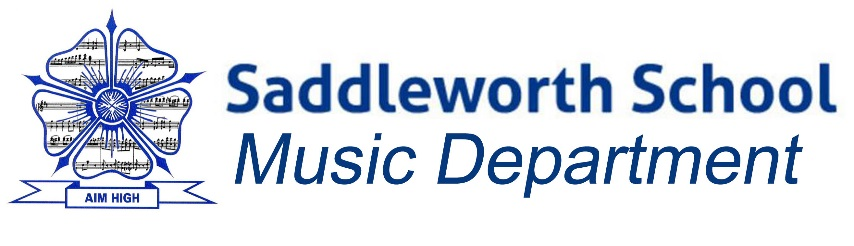 Saddleworth School
Music Department
AIM HIGH